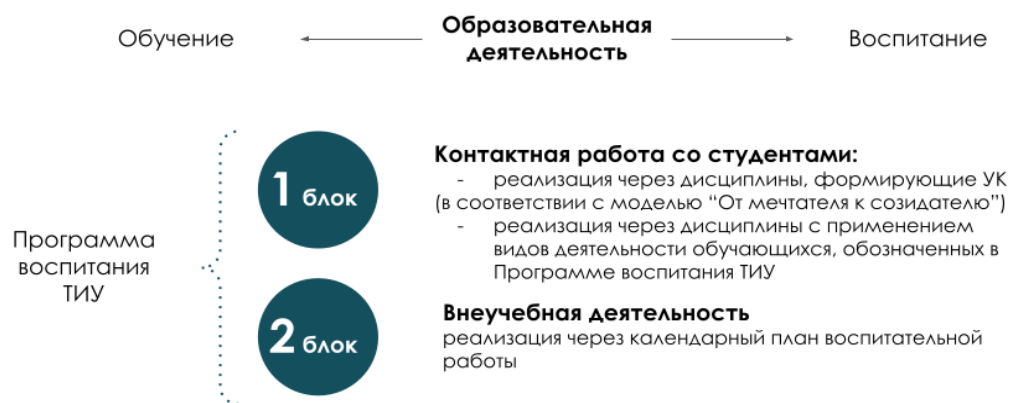 Обучение
Образовательная
деятельность
Воспитание
Программа
воспитания
ТИУ
1 блок
Контактная работа со студентами:
- реализация через дисциплины, формирующие УК
(в соответствии с моделью “От мечтателя к созидателю”)
- реализация через дисциплины с применением
видов деятельности обучающихся, обозначенных в
Программе воспитания ТИУ
2 блок
Внеучебная деятельность
реализация через календарный план воспитательной
работы